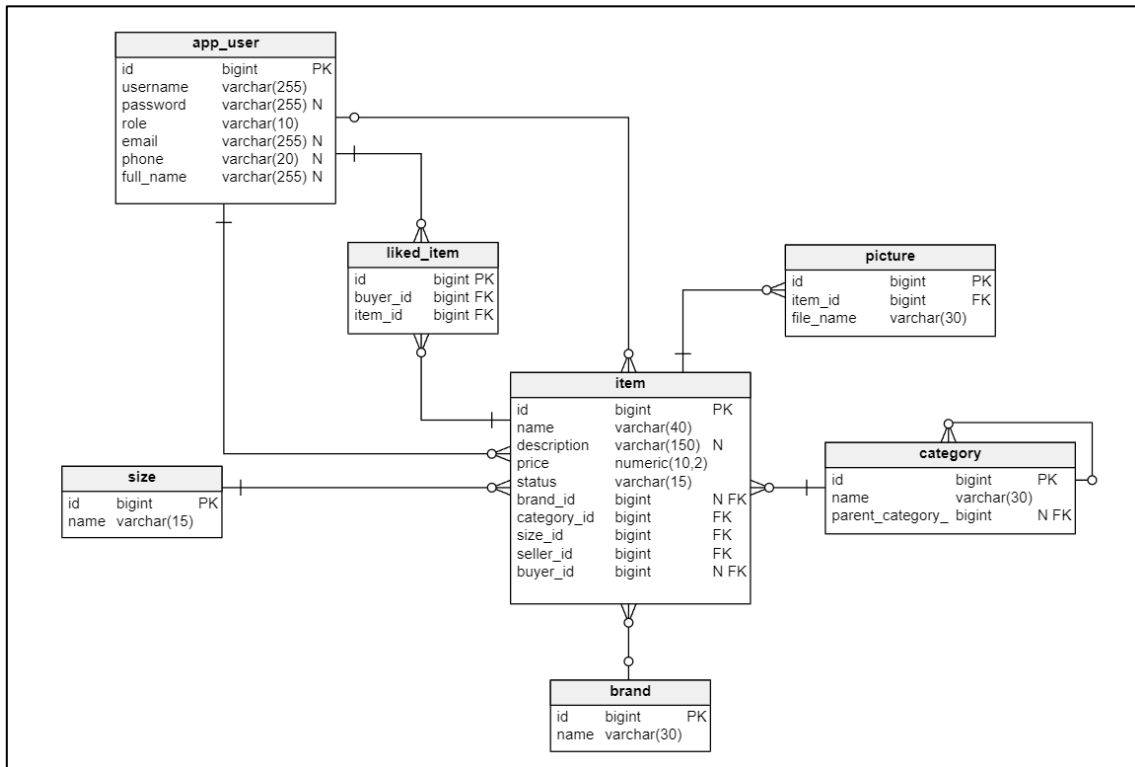 app_user
id bigint PK
username varchar(255)
password varchar(255) N
role varchar(10)
email varchar(255) N
phone varchar(20) N
full_name varchar(255) N
liked_item
id bigint PK
buyer_id bigint FK
item_id bigint FK
picture
id bigint PK
item_id bigint FK
file_name varchar(30)
item
id bigint PK
name varchar(40)
description varchar(150) N
price numeric(10,2)
status varchar(15)
brand_id bigint N FK
category_id bigint FK
size_id bigint FK
seller_id bigint FK
buyer_id bigint N FK
category
id bigint PK
name varchar(30)
parent_category_ bigint N FK
size
id bigint PK
name varchar(15)
brand
id bigint PK
name varchar(30)